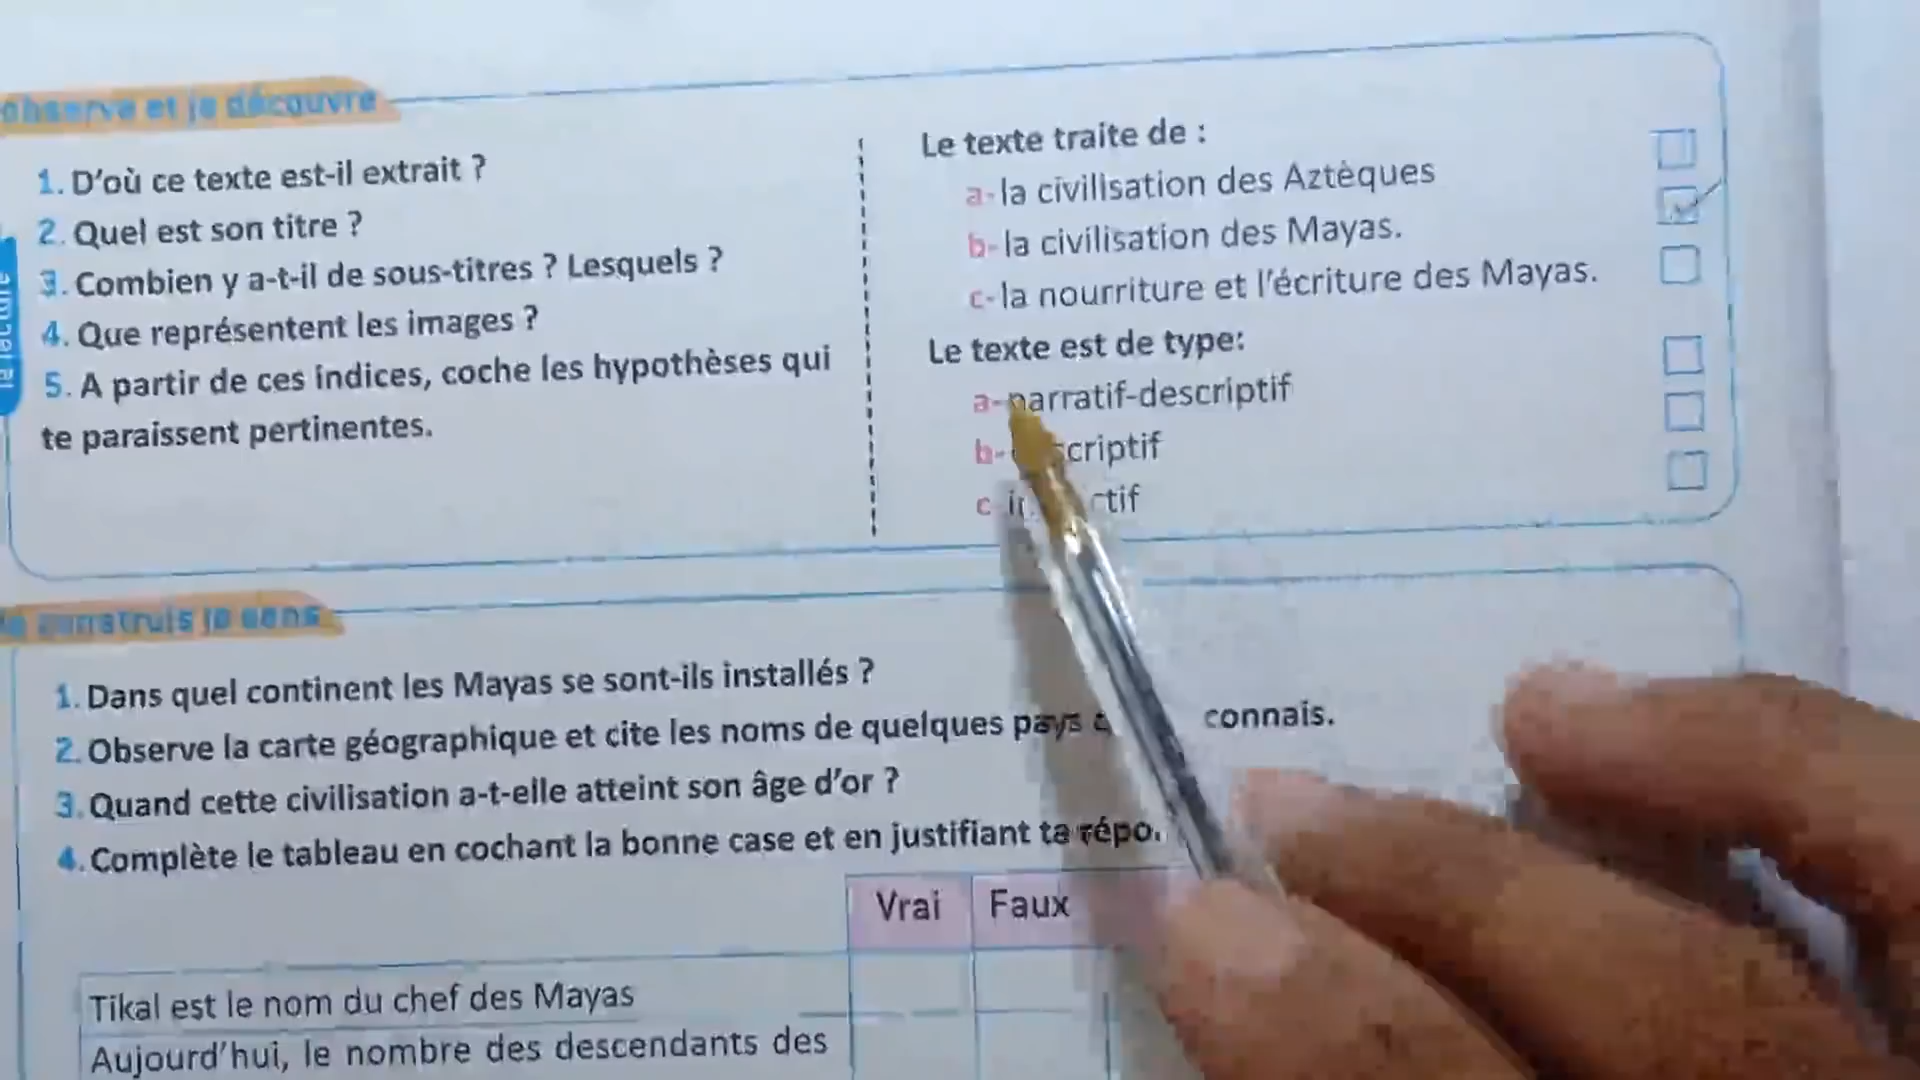 observe et je découvre
1. D'où ce texte est-il extrait ?
2. Quel est son titre ?
3. Combien y a-t-il de sous-titres ? Lesquels ?
4. Que représentent les images ?
5. A partir de ces indices, coche les hypothèses qui
te paraissent pertinentes.
Le texte traite de :
a- la civilisation des Aztèques
b- la civilisation des Mayas.
c- la nourriture et l'écriture des Mayas.
Le texte est de type:
a- narratif-descriptif
b- criptif
c
la lecture
construis le sens
1. Dans quel continent les Mayas se sont-ils installés ?
2. Observe la carte géographique et cite les noms de quelques pays connais.
3. Quand cette civilisation a-t-elle atteint son âge d'or ?
4. Complète le tableau en cochant la bonne case et en justifiant ta répo
Vrai Faux
Tikal est le nom du chef des Mayas
Aujourd'hui, le nombre des descendants des